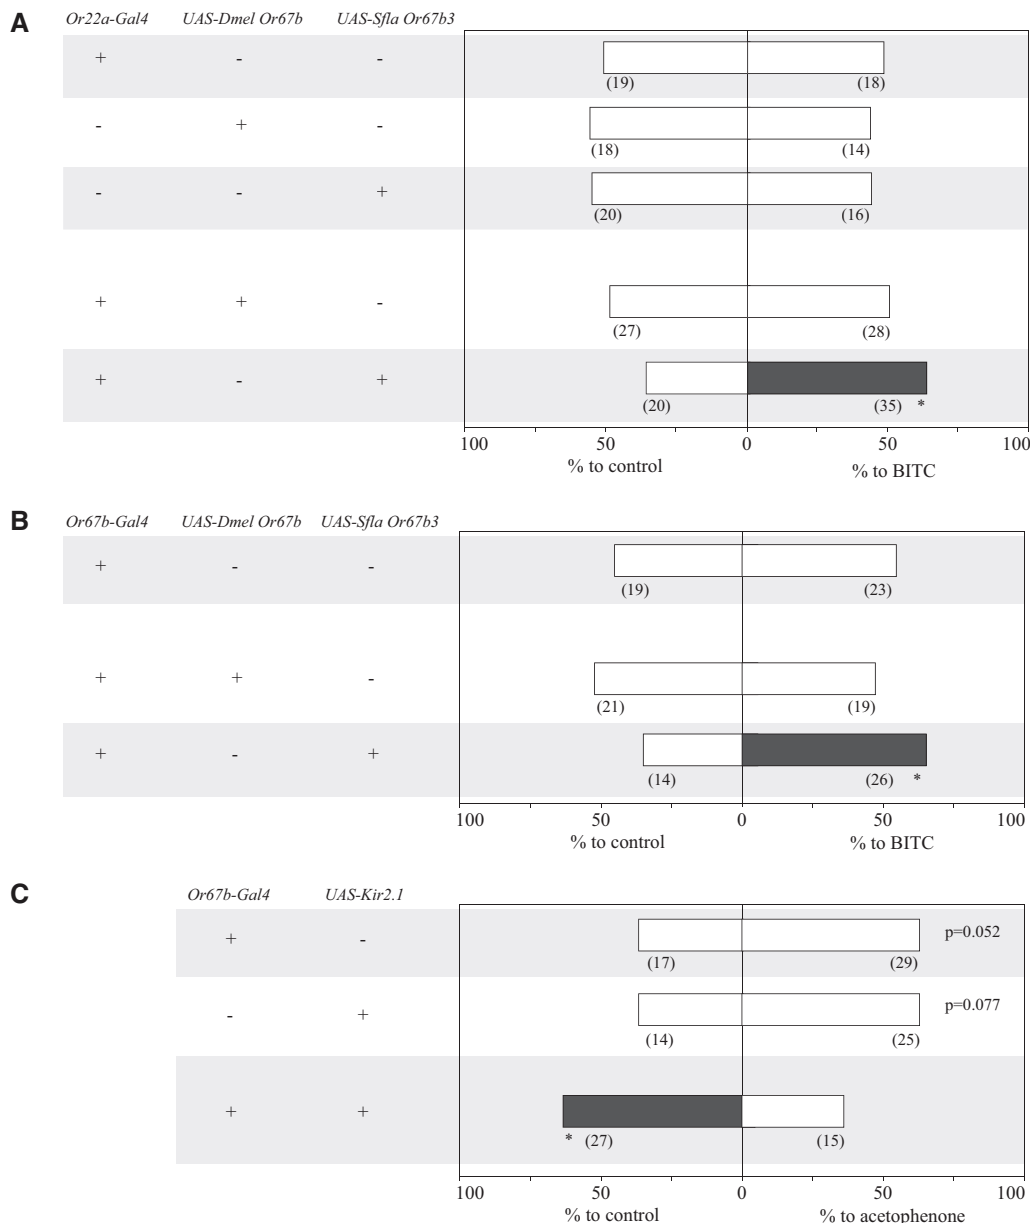 A
Or22a-Gal4 UAS-Dmel Or67b UAS-Sfla Or67b3
+ - -
(19) (18)
- + -
(18) (14)
- - +
(20) (16)
+ + -
(27) (28)
+ - +
(20) (35) *
100 50 0 50 100
% to control % to BITC
B
Or67b-Gal4 UAS-Dmel Or67b UAS-Sfla Or67b3
+ - -
(19) (23)
+ + -
(21) (19)
+ - +
(14) (26) *
100 50 0 50 100
% to control % to BITC
C
Or67b-Gal4 UAS-Kir2.1
+ - p=0.052
(17) (29)
- + p=0.077
(14) (25)
+ +
* (27) (15)
100 50 0 50 100
% to control % to acetophenone